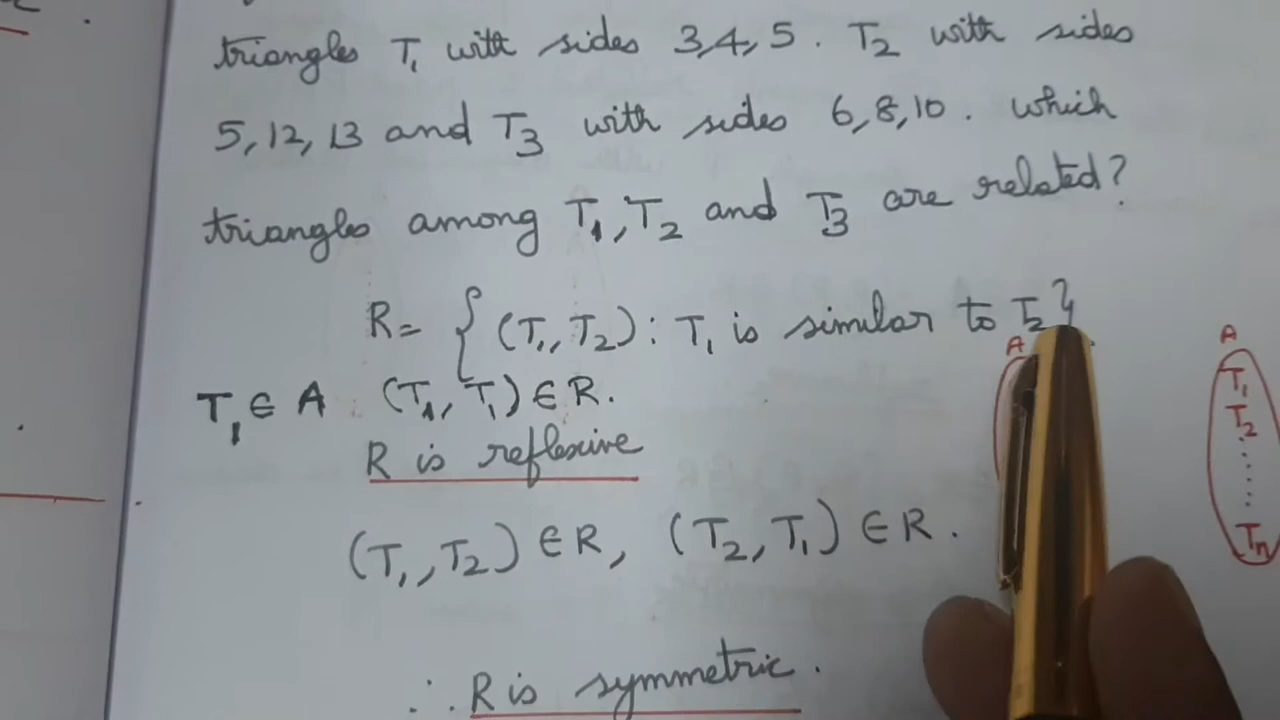 triangles T₁ with sides 3,4,5. T₂ with sides
5,12,13 and T₃ with sides 6,8,10. which
triangles among T₁,T₂ and T₃ are related?
R= {(T₁,T₂): T₁ is similar to T₂}
T₁∈A (T₁,T₁)∈R.
R is reflexive
(T₁,T₂)∈R, (T₂,T₁)∈R.
∴ R is symmetric.
A
A
T₁
T₂
......
Tₙ